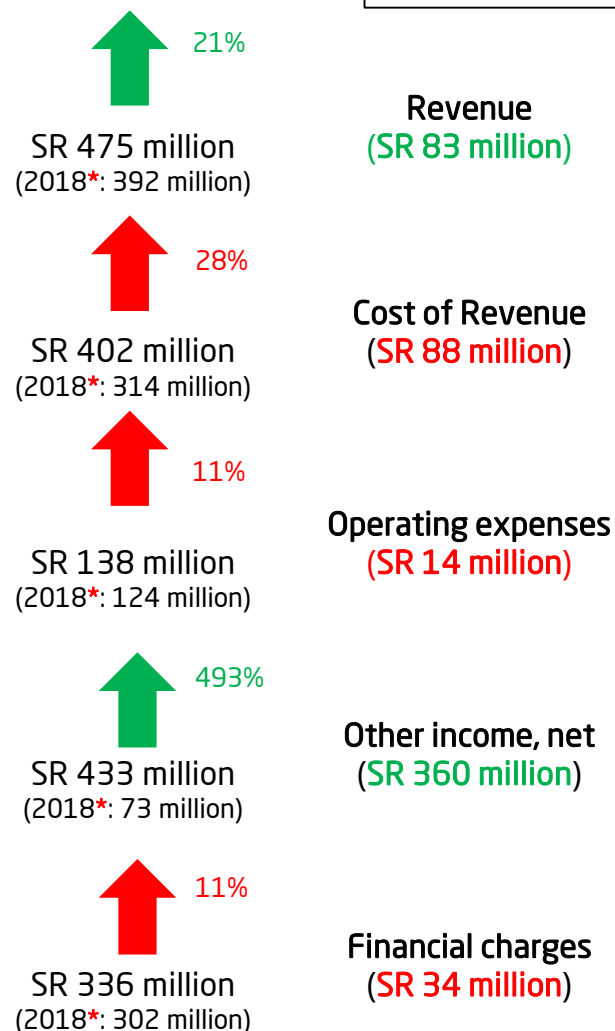 21%
SR 475 million
(2018*: 392 million)
Revenue
(SR 83 million)
28%
SR 402 million
(2018*: 314 million)
Cost of Revenue
(SR 88 million)
11%
SR 138 million
(2018*: 124 million)
Operating expenses
(SR 14 million)
493%
SR 433 million
(2018*: 73 million)
Other income, net
(SR 360 million)
11%
SR 336 million
(2018*: 302 million)
Financial charges
(SR 34 million)